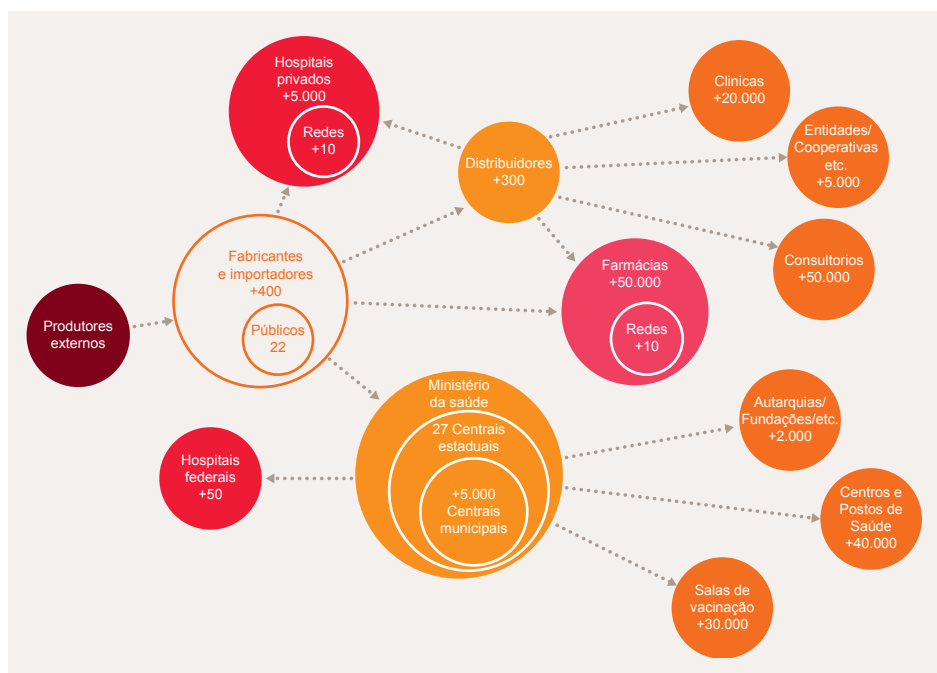 Hospitais
privados
+5.000
Redes
+10
Clinicas
+20.000
Distribuidores
+300
Entidades/
Cooperativas
etc.
+5.000
Fabricantes
e importadores
+400
Públicos
22
Farmácias
+50.000
Redes
+10
Consultorios
+50.000
Produtores
externos
Ministério
da saúde
27 Centrais
estaduais
+5.000
Centrais
municipais
Autarquias/
Fundações/etc.
+2.000
Hospitais
federais
+50
Centros e
Postos de
Saúde
+40.000
Salas de
vacinação
+30.000